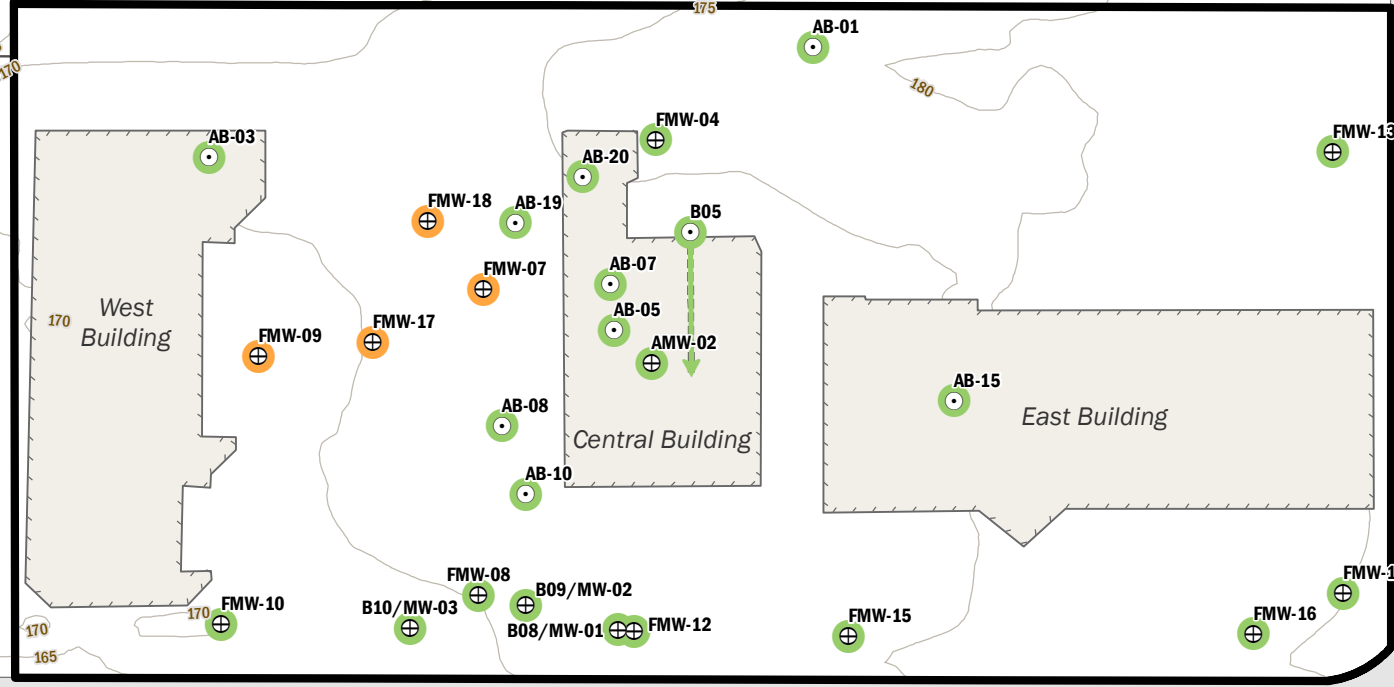 175
AB-01
170
180
FMW-04
FMW-13
AB-03
AB-20
FMW-18
AB-19
B05
FMW-07
AB-07
West
Building
170
AB-05
FMW-17
FMW-09
AMW-02
AB-15
East Building
AB-08
Central Building
AB-10
FMW-08
B09/MW-02
FMW-1
FMW-10
170
B10/MW-03
FMW-15
FMW-16
170
B08/MW-01
FMW-12
165